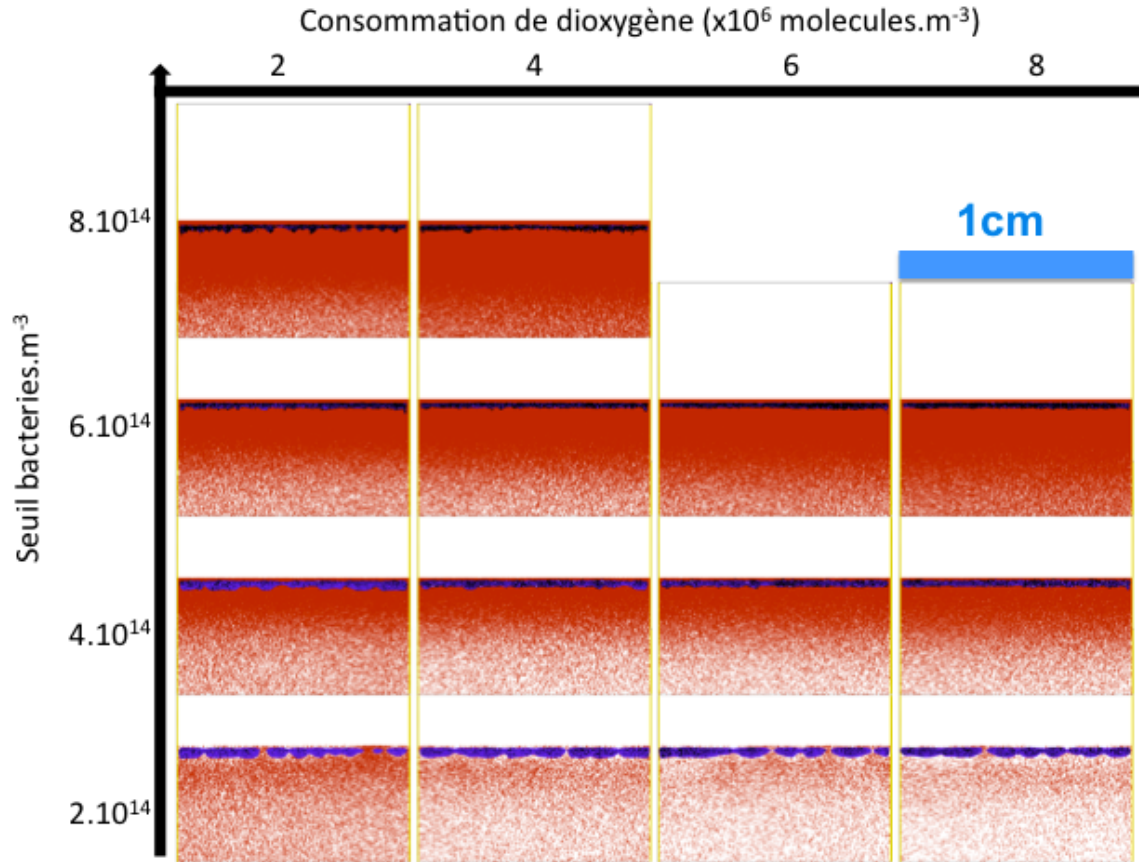 Consommation de dioxygène (x10⁶ molecules.m⁻³)
2 4 6 8
8.10¹⁴
1cm
6.10¹⁴
Seuil bacteries.m⁻³
4.10¹⁴
2.10¹⁴